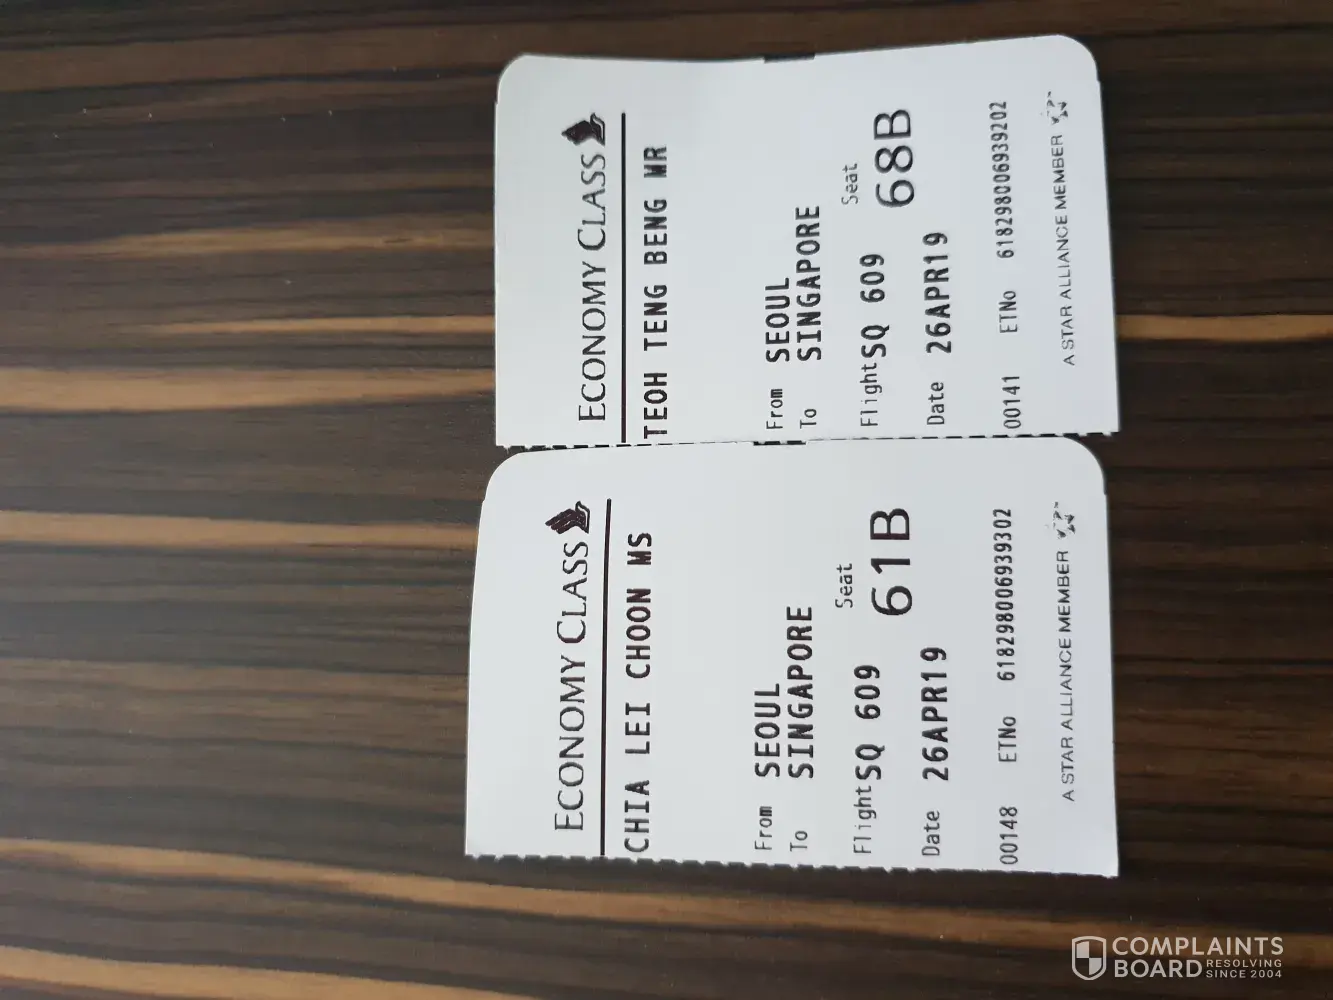 ECONOMY CLASS
TEOH TENG BENG MR
From SEOUL
To SINGAPORE
Seat
Flight SQ 609 68B
Date 26APR19
00141 ETNo 618298006939202
A STAR ALLIANCE MEMBER
ECONOMY CLASS
CHIA LEI CHOON MS
From SEOUL
To SINGAPORE
Seat
Flight SQ 609 61B
Date 26APR19
00148 ETNo 618298006939302
A STAR ALLIANCE MEMBER
COMPLAINTS
BOARD RESOLVING
SINCE 2004